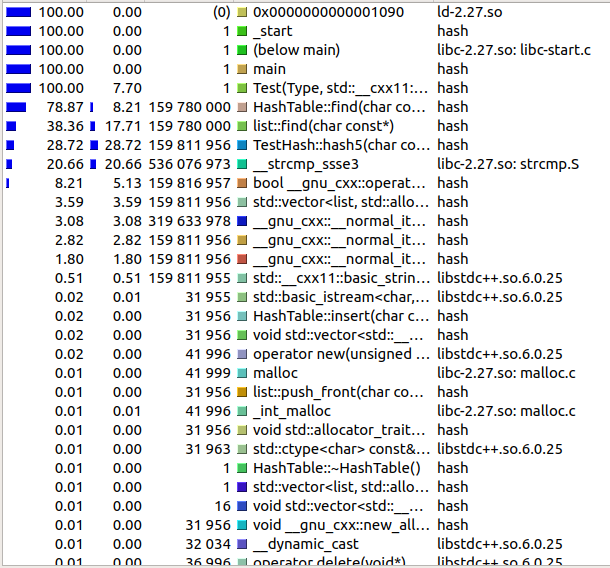 100.00 0.00 (0) 0x0000000000001090 ld-2.27.so
100.00 0.00 1 _start hash
100.00 0.00 1 (below main) libc-2.27.so: libc-start.c
100.00 0.00 1 main hash
100.00 7.70 1 Test(Type, std::__cxx11:... hash
78.87 8.21 159 780 000 HashTable::find(char co... hash
38.36 17.71 159 780 000 list::find(char const*) hash
28.72 28.72 159 811 956 TestHash::hash5(char co... hash
20.66 20.66 536 076 973 __strcmp_ssse3 libc-2.27.so: strcmp.S
8.21 5.13 159 816 957 bool __gnu_cxx::operat... hash
3.59 3.59 159 811 956 std::vector<list, std::allo... hash
3.08 3.08 319 633 978 __gnu_cxx::__normal_it... hash
2.82 2.82 159 811 956 __gnu_cxx::__normal_it... hash
1.80 1.80 159 811 956 __gnu_cxx::__normal_it... hash
0.51 0.51 159 811 955 std::__cxx11::basic_strin... libstdc++.so.6.0.25
0.02 0.01 31 955 std::basic_istream<char,... libstdc++.so.6.0.25
0.02 0.00 31 956 HashTable::insert(char c... hash
0.02 0.00 31 956 void std::vector<std::__... hash
0.02 0.00 41 996 operator new(unsigned ... libstdc++.so.6.0.25
0.01 0.00 41 999 malloc libc-2.27.so: malloc.c
0.01 0.00 31 956 list::push_front(char co... hash
0.01 0.01 41 996 _int_malloc libc-2.27.so: malloc.c
0.01 0.00 31 956 void std::allocator_trait... hash
0.01 0.00 31 963 std::ctype<char> const&... libstdc++.so.6.0.25
0.01 0.00 1 HashTable::~HashTable() hash
0.01 0.00 1 std::vector<list, std::allo... hash
0.01 0.00 16 void std::vector<std::__... hash
0.01 0.00 31 956 void __gnu_cxx::new_all... hash
0.01 0.00 32 034 __dynamic_cast libstdc++.so.6.0.25
0.01 0.00 36 996 operator delete(void*) libstdc++.so.6.0.25